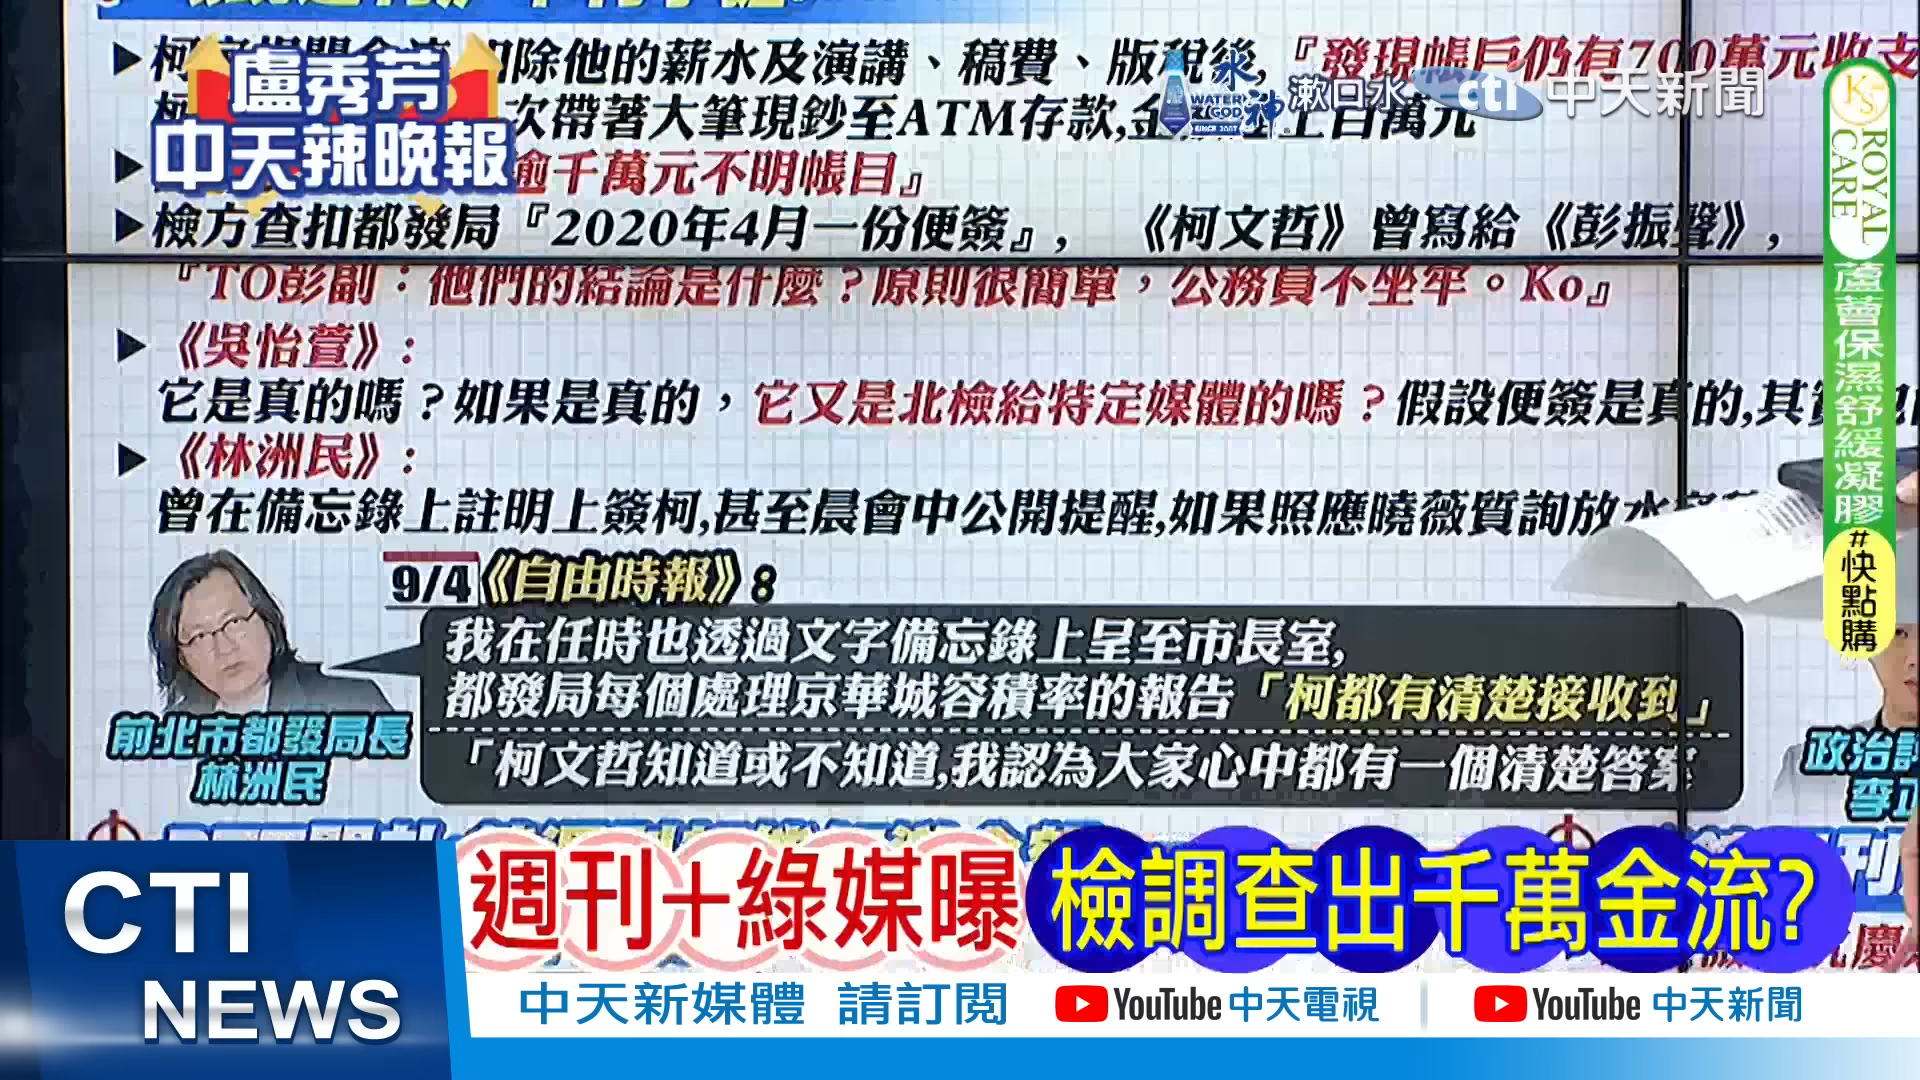 扣除他的薪水及演講、稿費、版稅後,『發現帳戶仍有700萬元收支
次帶著大筆現鈔至ATM存款,
百萬元
逾千萬元不明帳目』
盧秀芳
中天辣晚報
WATER
ZGOD
SINCE 2007
水神
漱口水
cti 中天新聞
▶檢方查扣都發局『2020年4月一份便簽』, 《柯文哲》曾寫給《彭振聲》,
『TO彭副：他們的結論是什麼？原則很簡單，公務員不坐牢。Ko』
▶《吳怡萱》:
它是真的嗎？如果是真的，它又是北檢給特定媒體的嗎？假設便簽是真的,其實
▶《林洲民》:
曾在備忘錄上註明上簽柯,甚至晨會中公開提醒,如果照應曉薇質詢放水
9/4《自由時報》8
我在任時也透過文字備忘錄上呈至市長室,
都發局每個處理京華城容積率的報告「柯都有清楚接收到」
「柯文哲知道或不知道,我認為大家心中都有一個清楚答案
前北市都發局長
林洲民
政治評
李正
KS
ROYAL
CARE
蘆薈保濕舒緩凝膠
#快點購
週刊+綠媒曝 檢調查出千萬金流?
CTI
NEWS
中天新媒體 請訂閱 YouTube 中天電視 | YouTube 中天新聞